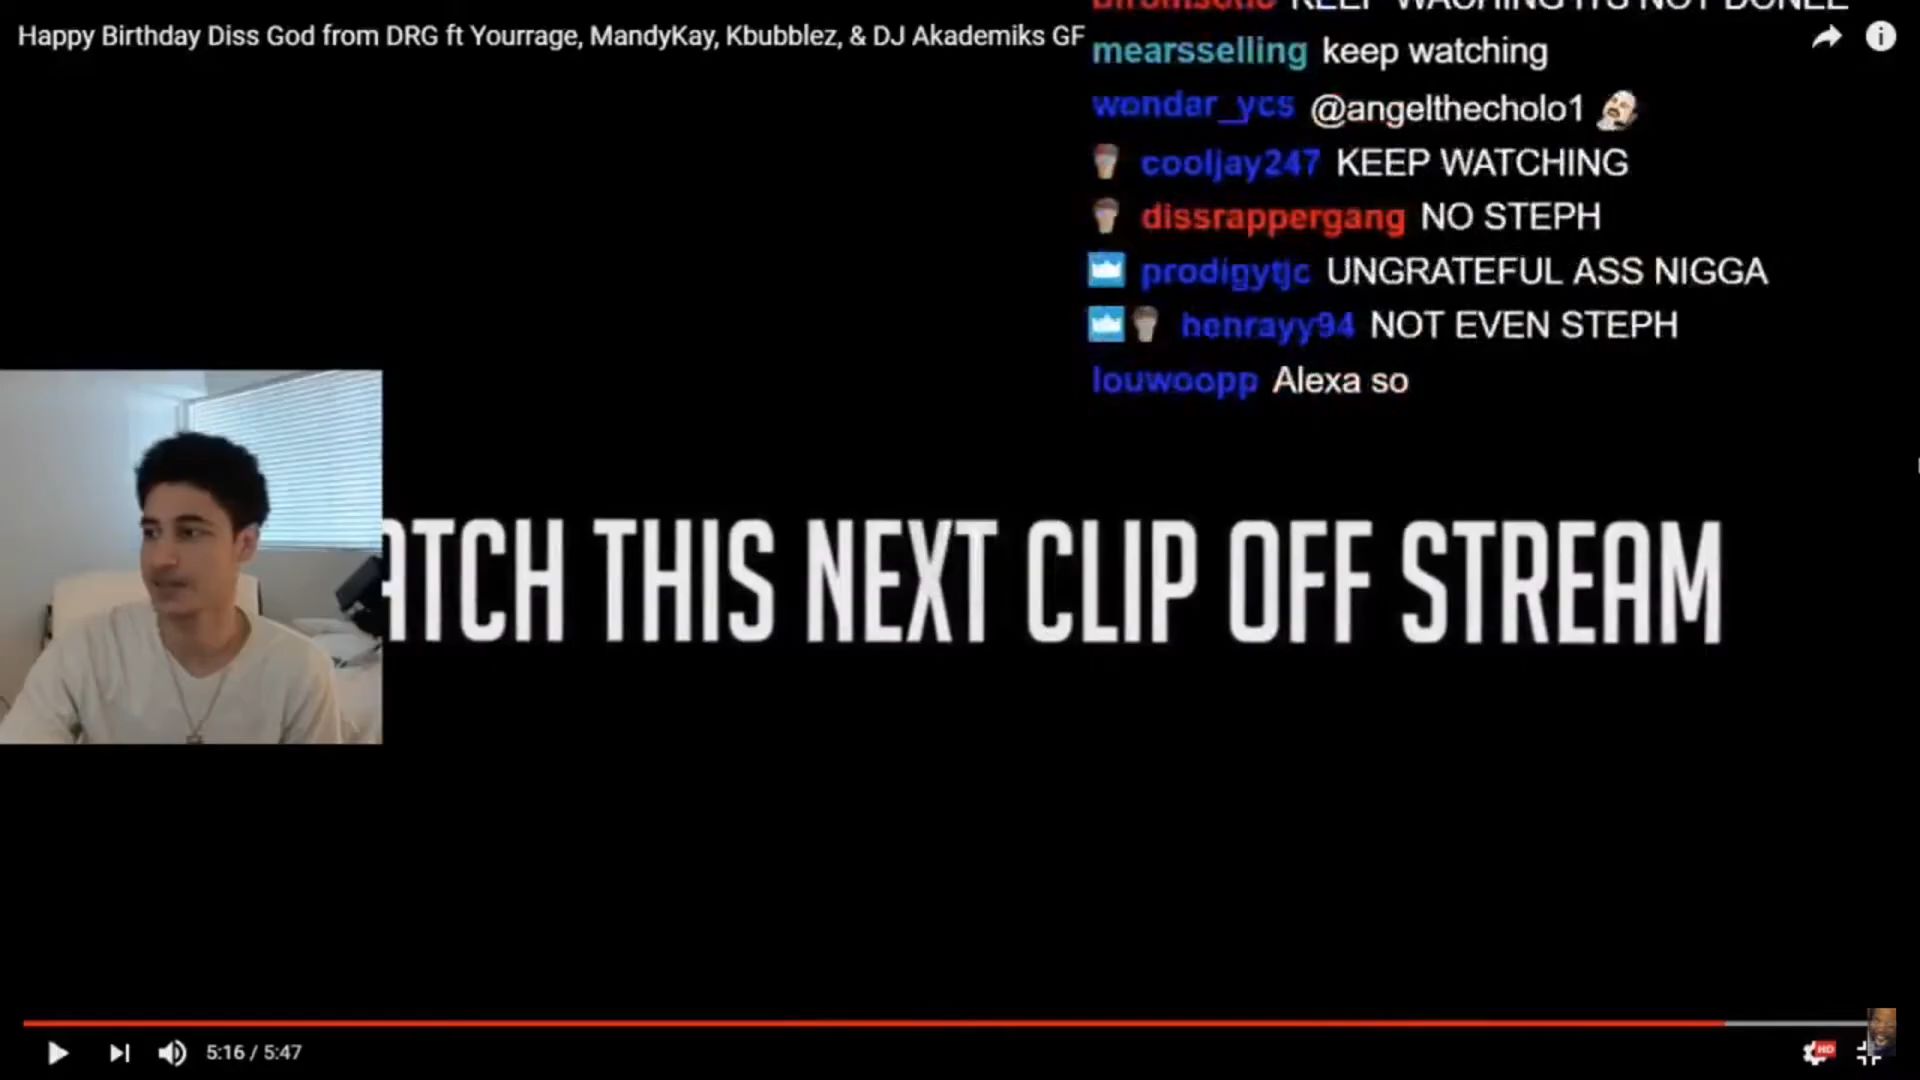 Happy Birthday Diss God from DRG ft Yourrage, MandyKay, Kbubblez, & DJ Akademiks GF
mearsselling keep watching
wondar_ycs @angelthecholo1
cooljay247 KEEP WATCHING
dissrappergang NO STEPH
prodigytjc UNGRATEFUL ASS NIGGA
henrayy94 NOT EVEN STEPH
louwoopp Alexa so
ATCH THIS NEXT CLIP OFF STREAM
5:16 / 5:47
HD